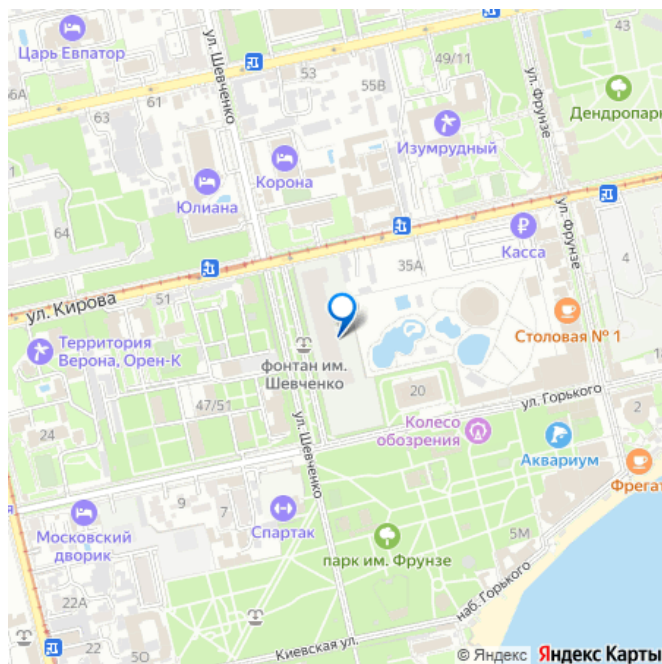 Царь Евпатор
ул. Шевченко
53
49/11
43
ул. Фрунзе
55В
56А
61
63
Дендропарк
Изумрудный
Корона
Юлиана
64
ул. Фрунзе
Касса
4
35А
ул. Кирова
51
Территория
Верона, Орен-К
Столовая № 1
фонтан им.
Шевченко
20
ул. Горького
47/51
24
Колесо
обозрения
2
Аквариум
Фрегат
ул. Шевченко
9
7
я
Московский
дворик
Спартак
5М
парк им. Фрунзе
наб. Горького
22А
50
Киевская ул.
© Яндекс Яндекс Карты